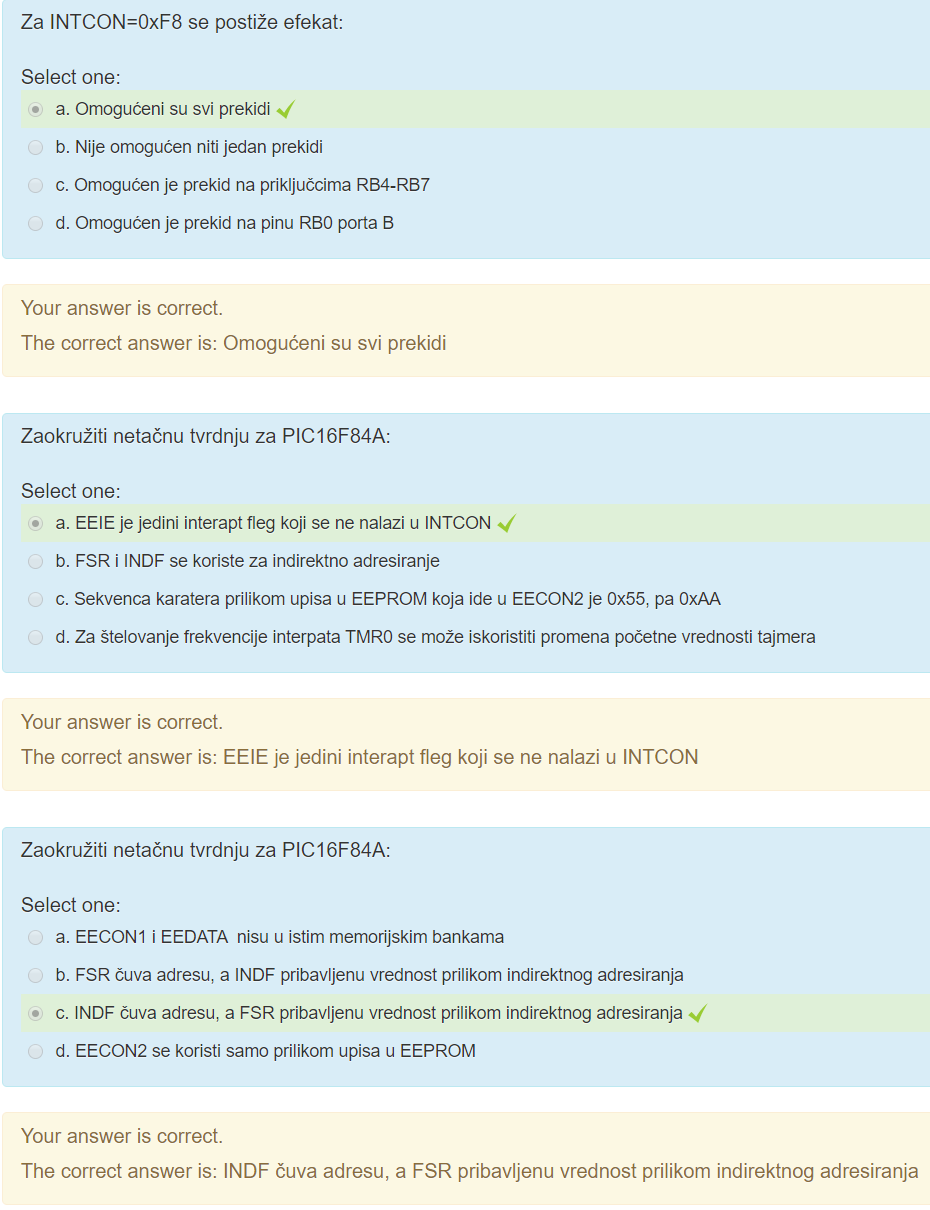 Za INTCON=0xF8 se postiže efekat:
Select one:
a. Omogućeni su svi prekidi
b. Nije omogućen niti jedan prekidi
c. Omogućen je prekid na priključcima RB4-RB7
d. Omogućen je prekid na pinu RB0 porta B
Your answer is correct.
The correct answer is: Omogućeni su svi prekidi
Zaokružiti netačnu tvrdnju za PIC16F84A:
Select one:
a. EEIE je jedini interapt fleg koji se ne nalazi u INTCON
b. FSR i INDF se koriste za indirektno adresiranje
c. Sekvenca karatera prilikom upisa u EEPROM koja ide u EECON2 je 0x55, pa 0xAA
d. Za štelovanje frekvencije interpata TMR0 se može iskoristiti promena početne vrednosti tajmera
Your answer is correct.
The correct answer is: EEIE je jedini interapt fleg koji se ne nalazi u INTCON
Zaokružiti netačnu tvrdnju za PIC16F84A:
Select one:
a. EECON1 i EEDATA  nisu u istim memorijskim bankama
b. FSR čuva adresu, a INDF pribavljenu vrednost prilikom indirektnog adresiranja
c. INDF čuva adresu, a FSR pribavljenu vrednost prilikom indirektnog adresiranja
d. EECON2 se koristi samo prilikom upisa u EEPROM
Your answer is correct.
The correct answer is: INDF čuva adresu, a FSR pribavljenu vrednost prilikom indirektnog adresiranja